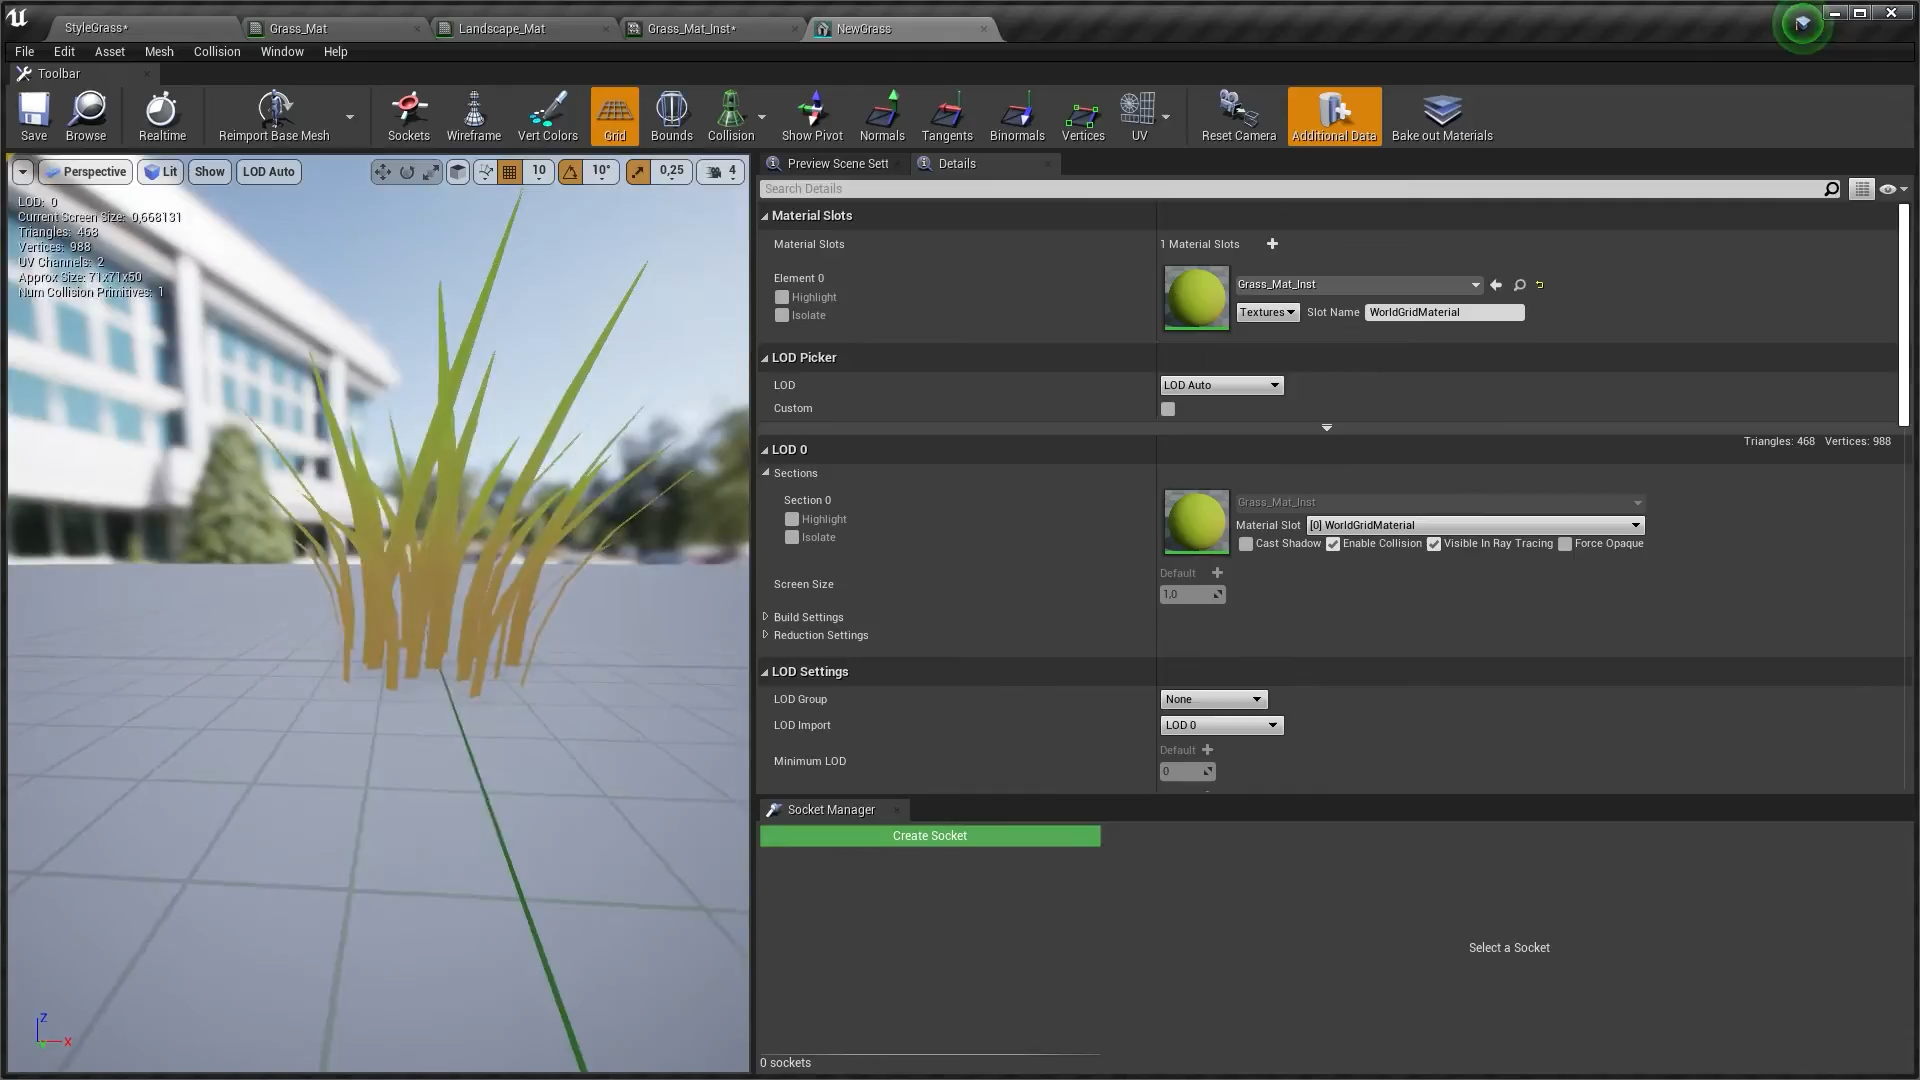 StyleGrass*
Grass_Mat
Landscape_Mat
Grass_Mat_Inst*
NewGrass
File Edit Asset Mesh Collision Window Help
Toolbar
Save
Browse
Realtime
Reimport Base Mesh
Sockets
Wireframe
Vert Colors
Grid
Bounds
Collision
Show Pivot
Normals
Tangents
Binormals
Vertices
UV
Reset Camera
Additional Data
Bake out Materials
Perspective Lit Show LOD Auto 10 10° 0,25 4
LOD: 0
Current Screen Size: 0,668131
Triangles: 468
Vertices: 988
UV Channels: 2
Approx Size: 71x71x50
Num Collision Primitives: 1
Z
X
Preview Scene Sett
Details
Search Details
Material Slots
Material Slots 1 Material Slots
Element 0
Highlight
Isolate
Grass_Mat_Inst
Textures Slot Name WorldGridMaterial
LOD Picker
LOD LOD Auto
Custom
LOD 0 Triangles: 468 Vertices: 988
Sections
Section 0
Highlight
Isolate
Grass_Mat_Inst
Material Slot [0] WorldGridMaterial
Cast Shadow Enable Collision Visible In Ray Tracing Force Opaque
Screen Size
Default
1,0
Build Settings
Reduction Settings
LOD Settings
LOD Group None
LOD Import LOD 0
Minimum LOD
Default
0
Socket Manager
Create Socket
Select a Socket
0 sockets